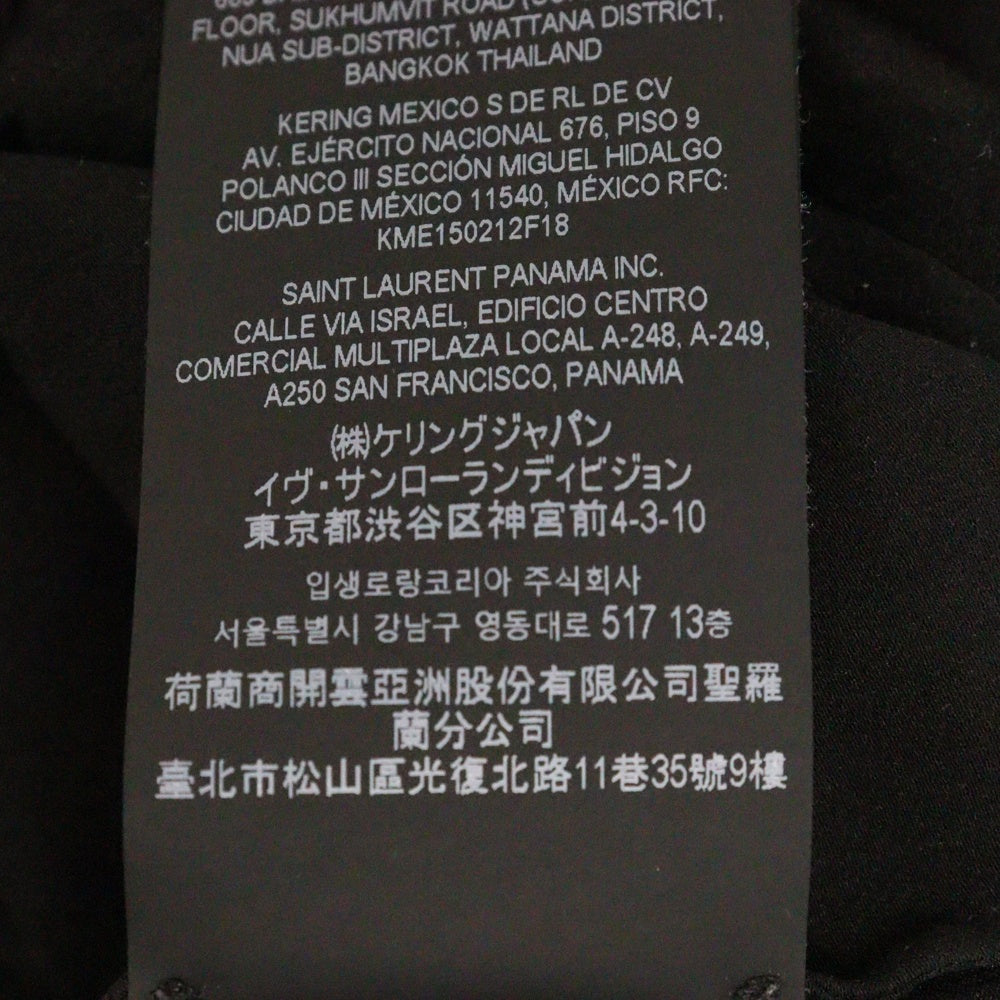 FLOOR, SUKHUMVIT ROAD
NUA SUB-DISTRICT, WATTANA DISTRICT,
BANGKOK THAILAND
KERING MEXICO S DE RL DE CV
AV. EJÉRCITO NACIONAL 676, PISO 9
POLANCO III SECCIÓN MIGUEL HIDALGO
CIUDAD DE MÉXICO 11540, MÉXICO RFC:
KME150212F18
SAINT LAURENT PANAMA INC.
CALLE VIA ISRAEL, EDIFICIO CENTRO
COMERCIAL MULTIPLAZA LOCAL A-248, A-249,
A250 SAN FRANCISCO, PANAMA
㈱ケリングジャパン
イヴ・サンローランディビジョン
東京都渋谷区神宮前4-3-10
입생로랑코리아 주식회사
서울특별시 강남구 영동대로 517 13층
荷蘭商開雲亞洲股份有限公司聖羅
蘭分公司
臺北市松山區光復北路11巷35號9樓